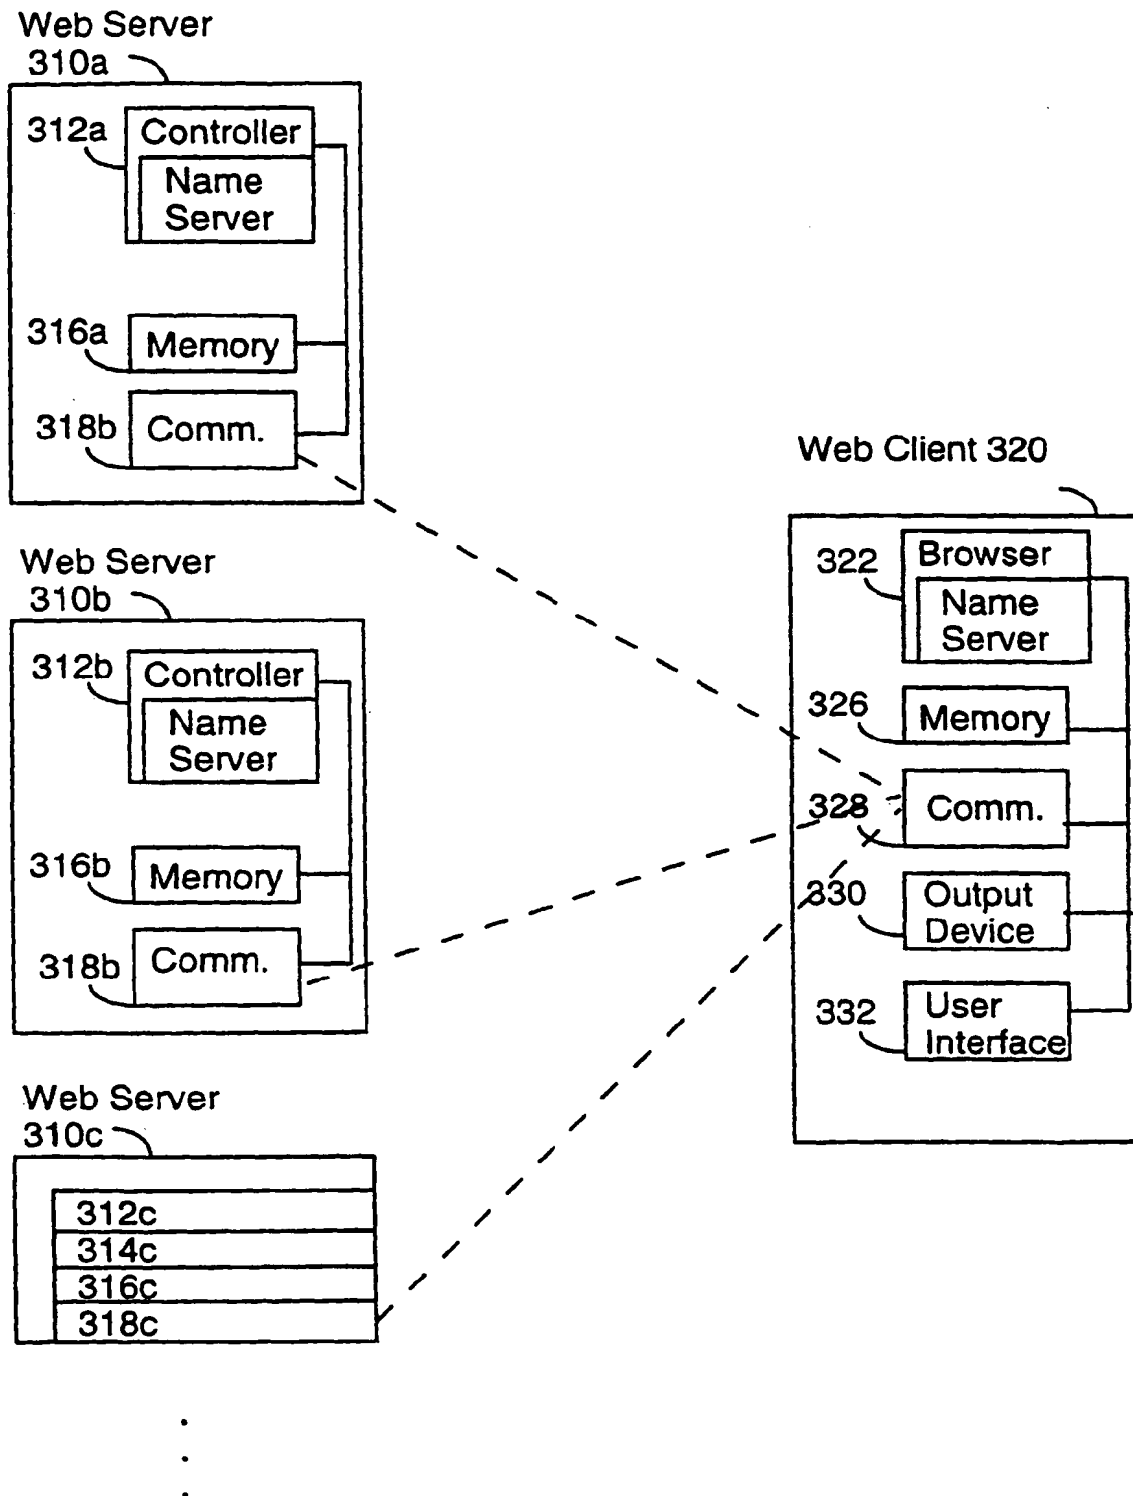 Web Server
310a
312a
Controller
Name
Server
316a
Memory
318b
Comm.
Web Server
310b
312b
Controller
Name
Server
316b
Memory
318b
Comm.
Web Server
310c
312c
314c
316c
318c
Web Client 320
322
Browser
Name
Server
326
Memory
328
Comm.
330
Output
Device
332
User
Interface